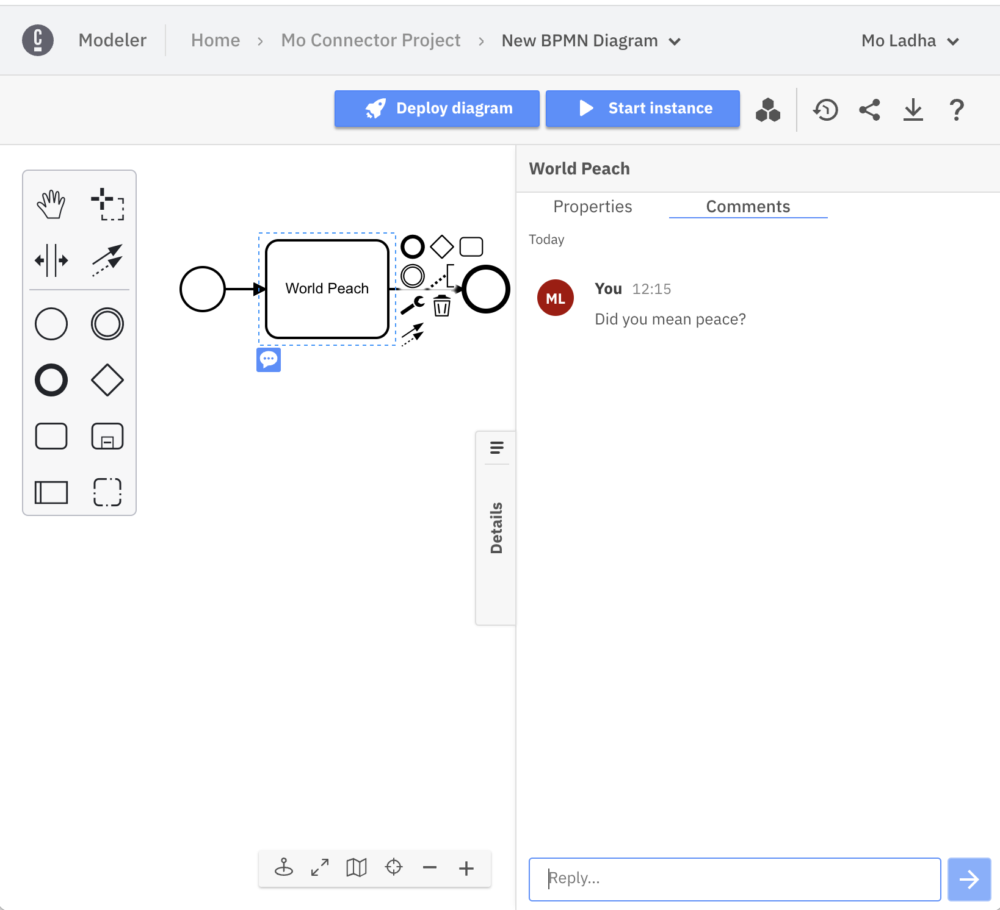 Modeler
Home › Mo Connector Project › New BPMN Diagram
Mo Ladha
Deploy diagram
Start instance
World Peach
Properties
Comments
Today
World Peach
ML
You 12:15
Did you mean peace?
Details
Reply...